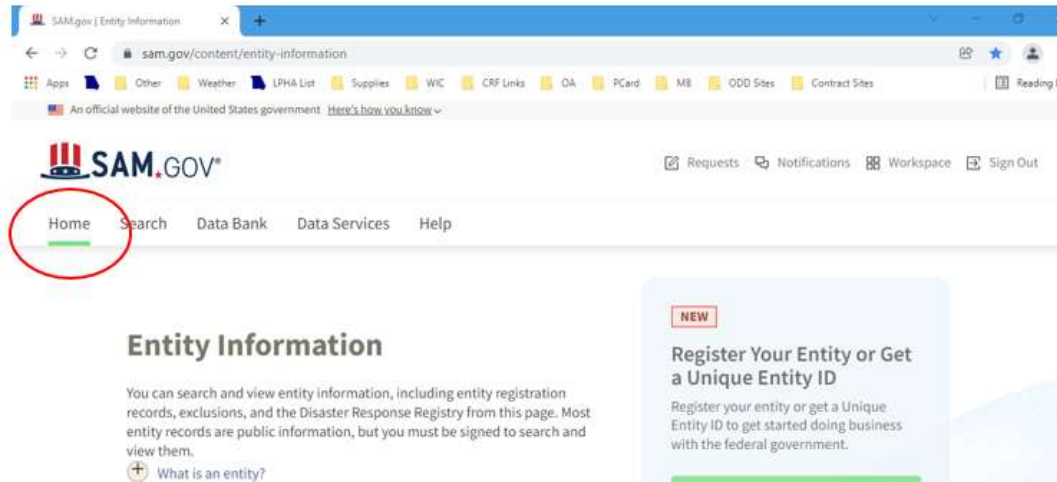 SAM.gov | Entity Information
sam.gov/content/entity-information
Apps Other Weather LPHA List Supplies WIC CRF Links OA PCard MB ODD Sites Contract Sites Reading
An official website of the United States government Here's how you know
SAM.GOV®
Requests Notifications Workspace Sign Out
Home Search Data Bank Data Services Help
Entity Information
You can search and view entity information, including entity registration
records, exclusions, and the Disaster Response Registry from this page. Most
entity records are public information, but you must be signed to search and
view them.
What is an entity?
NEW
Register Your Entity or Get
a Unique Entity ID
Register your entity or get a Unique
Entity ID to get started doing business
with the federal government.